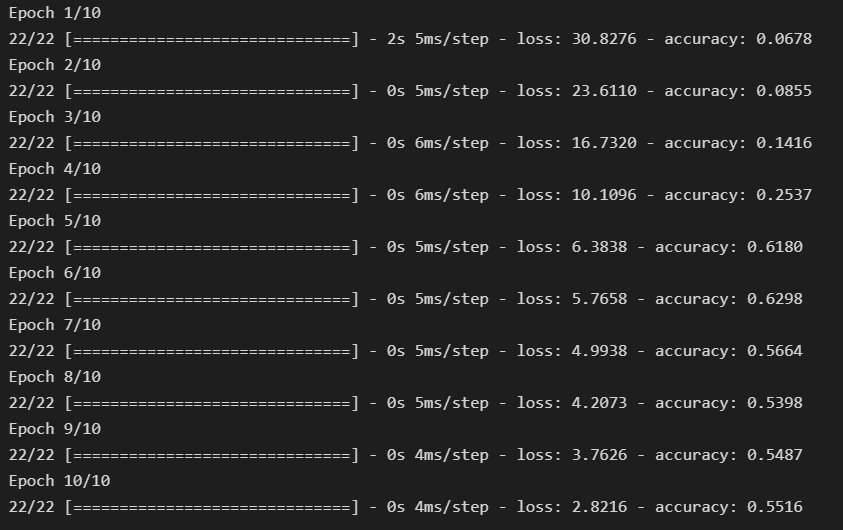 Epoch 1/10
22/22 [==============================] - 2s 5ms/step - loss: 30.8276 - accuracy: 0.0678
Epoch 2/10
22/22 [==============================] - 0s 5ms/step - loss: 23.6110 - accuracy: 0.0855
Epoch 3/10
22/22 [==============================] - 0s 6ms/step - loss: 16.7320 - accuracy: 0.1416
Epoch 4/10
22/22 [==============================] - 0s 6ms/step - loss: 10.1096 - accuracy: 0.2537
Epoch 5/10
22/22 [==============================] - 0s 5ms/step - loss: 6.3838 - accuracy: 0.6180
Epoch 6/10
22/22 [==============================] - 0s 5ms/step - loss: 5.7658 - accuracy: 0.6298
Epoch 7/10
22/22 [==============================] - 0s 5ms/step - loss: 4.9938 - accuracy: 0.5664
Epoch 8/10
22/22 [==============================] - 0s 5ms/step - loss: 4.2073 - accuracy: 0.5398
Epoch 9/10
22/22 [==============================] - 0s 4ms/step - loss: 3.7626 - accuracy: 0.5487
Epoch 10/10
22/22 [==============================] - 0s 4ms/step - loss: 2.8216 - accuracy: 0.5516